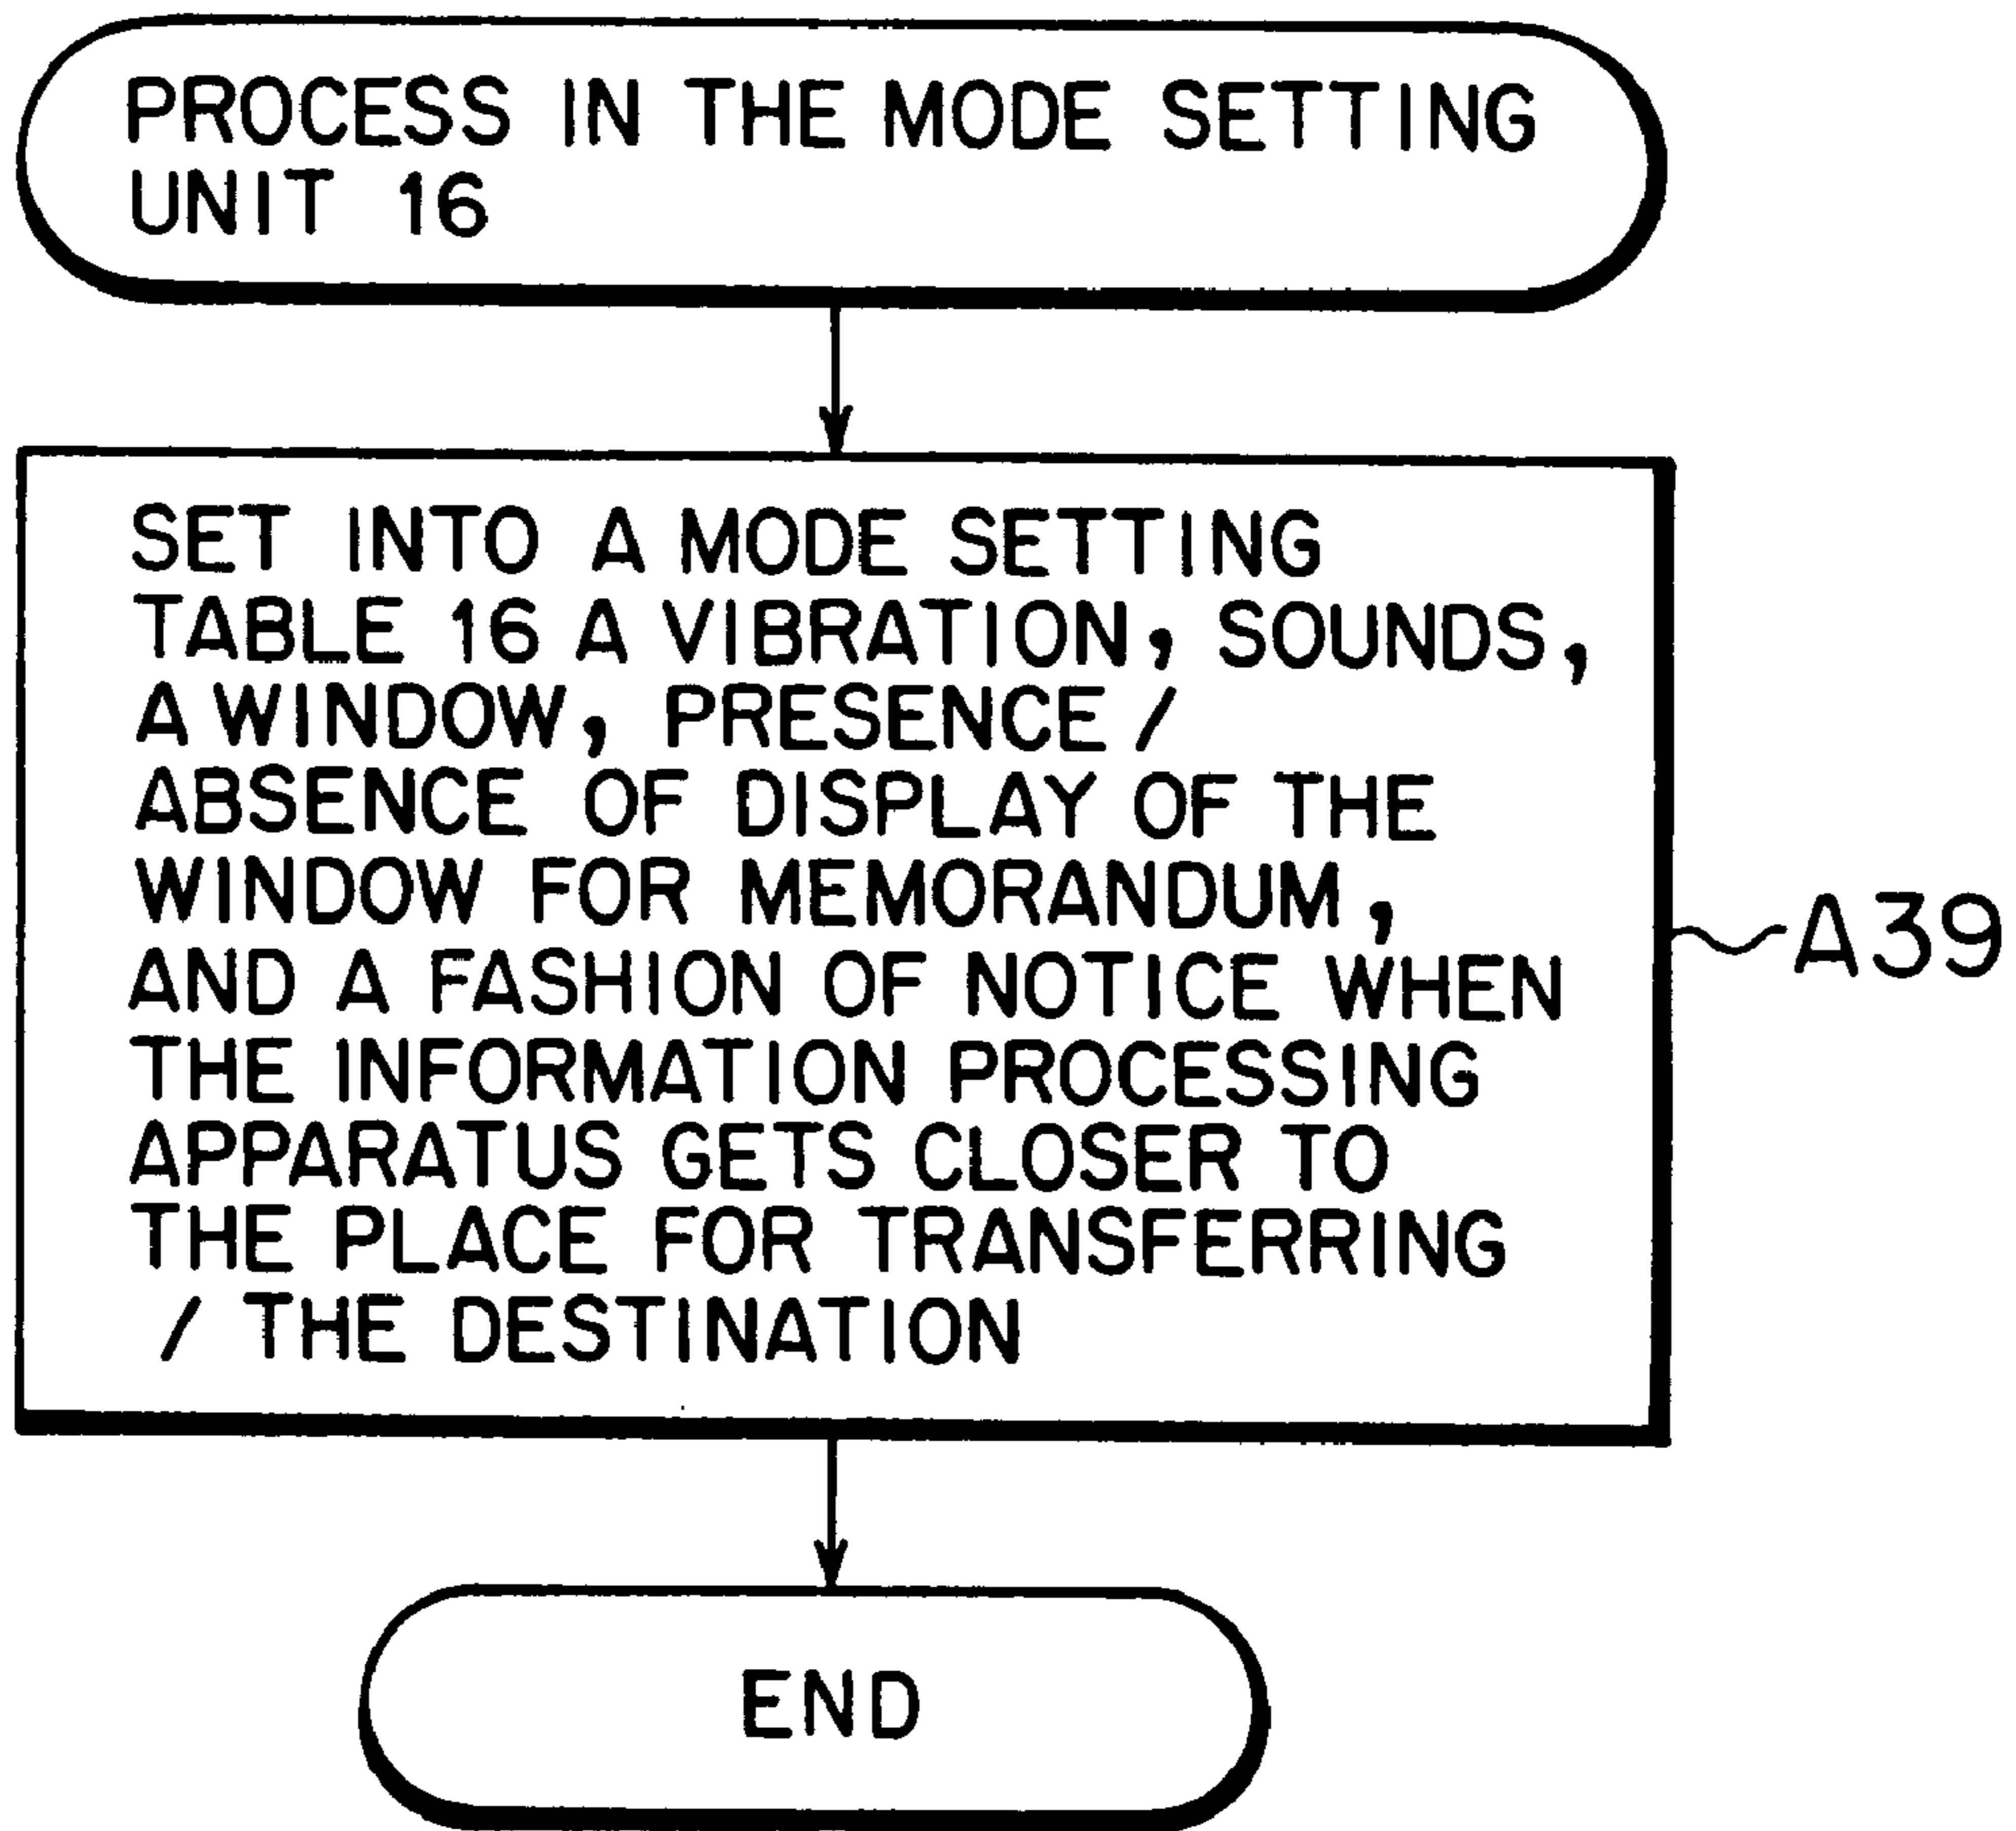 PROCESS IN THE MODE SETTING
UNIT 16
SET INTO A MODE SETTING
TABLE 16 A VIBRATION, SOUNDS,
A WINDOW, PRESENCE /
ABSENCE OF DISPLAY OF THE
WINDOW FOR MEMORANDUM,
AND A FASHION OF NOTICE WHEN
THE INFORMATION PROCESSING
APPARATUS GETS CLOSER TO
THE PLACE FOR TRANSFERRING
/ THE DESTINATION
A39
END